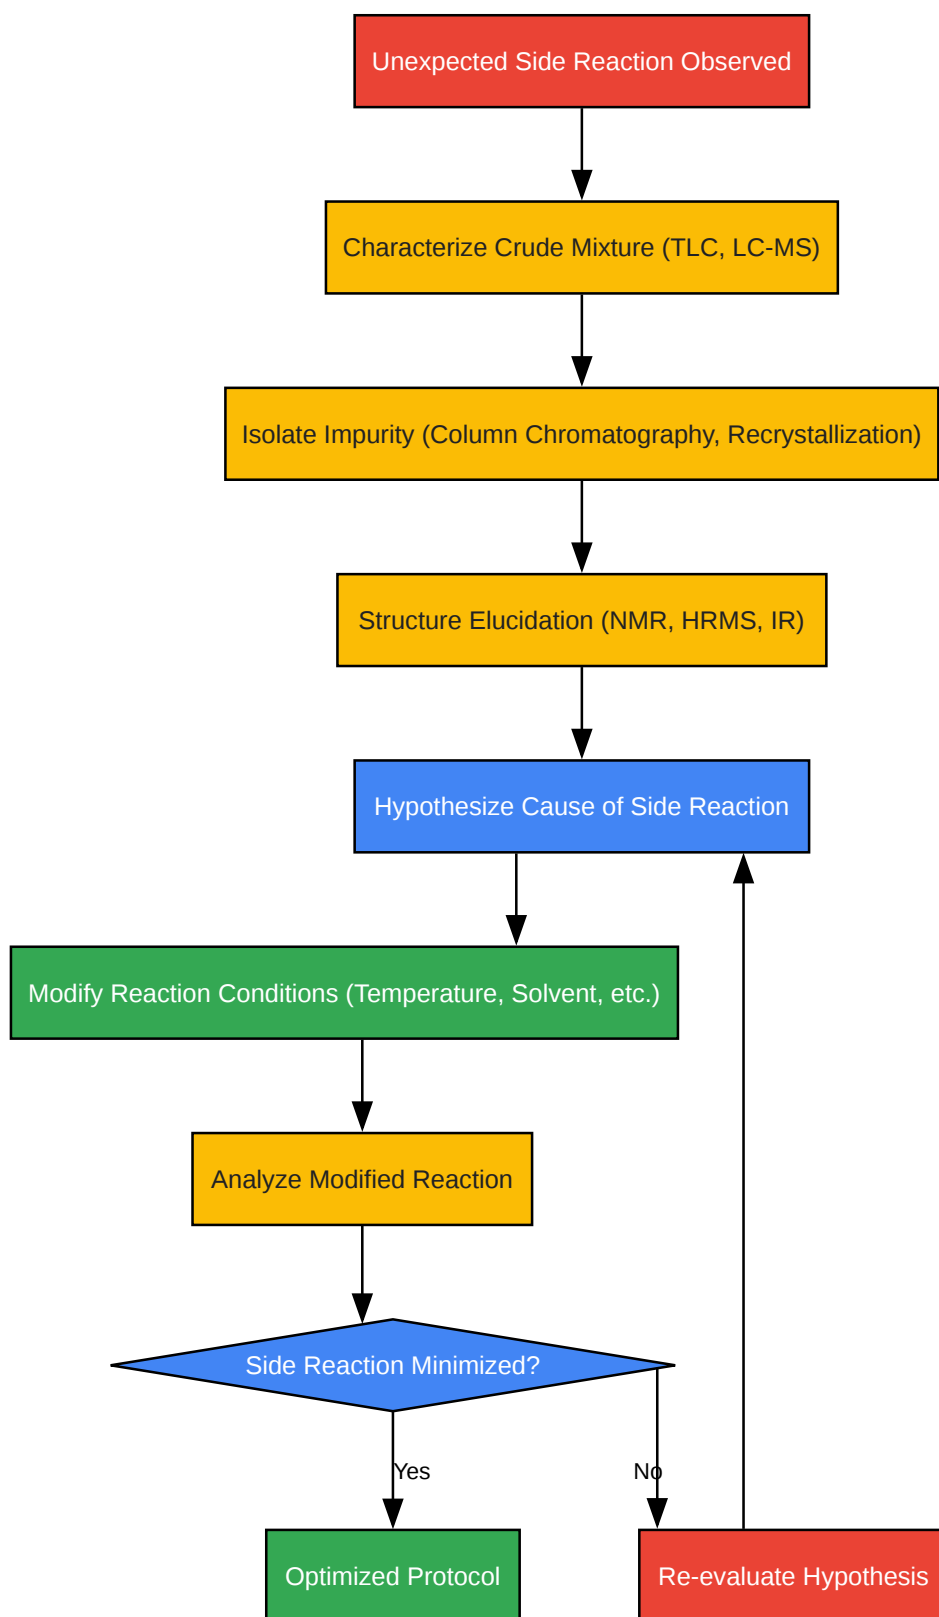 Unexpected Side Reaction Observed
Characterize Crude Mixture (TLC, LC-MS)
Isolate Impurity (Column Chromatography, Recrystallization)
Structure Elucidation (NMR, HRMS, IR)
Hypothesize Cause of Side Reaction
Modify Reaction Conditions (Temperature, Solvent, etc.)
Analyze Modified Reaction
Side Reaction Minimized?
Yes
No
Optimized Protocol
Re-evaluate Hypothesis